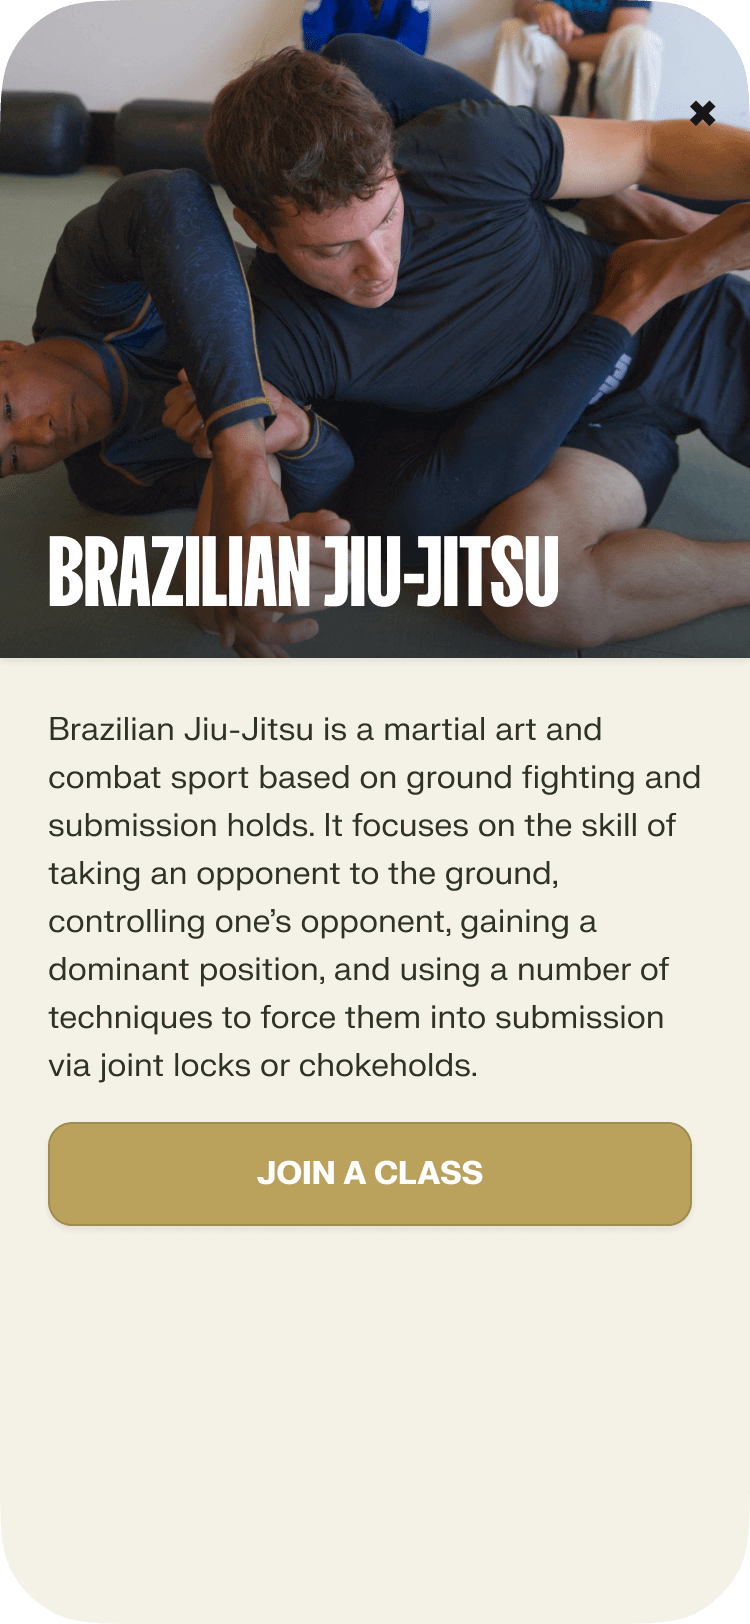 BRAZILIAN JIU-JITSU
Brazilian Jiu-Jitsu is a martial art and
combat sport based on ground fighting and
submission holds. It focuses on the skill of
taking an opponent to the ground,
controlling one’s opponent, gaining a
dominant position, and using a number of
techniques to force them into submission
via joint locks or chokeholds.
JOIN A CLASS